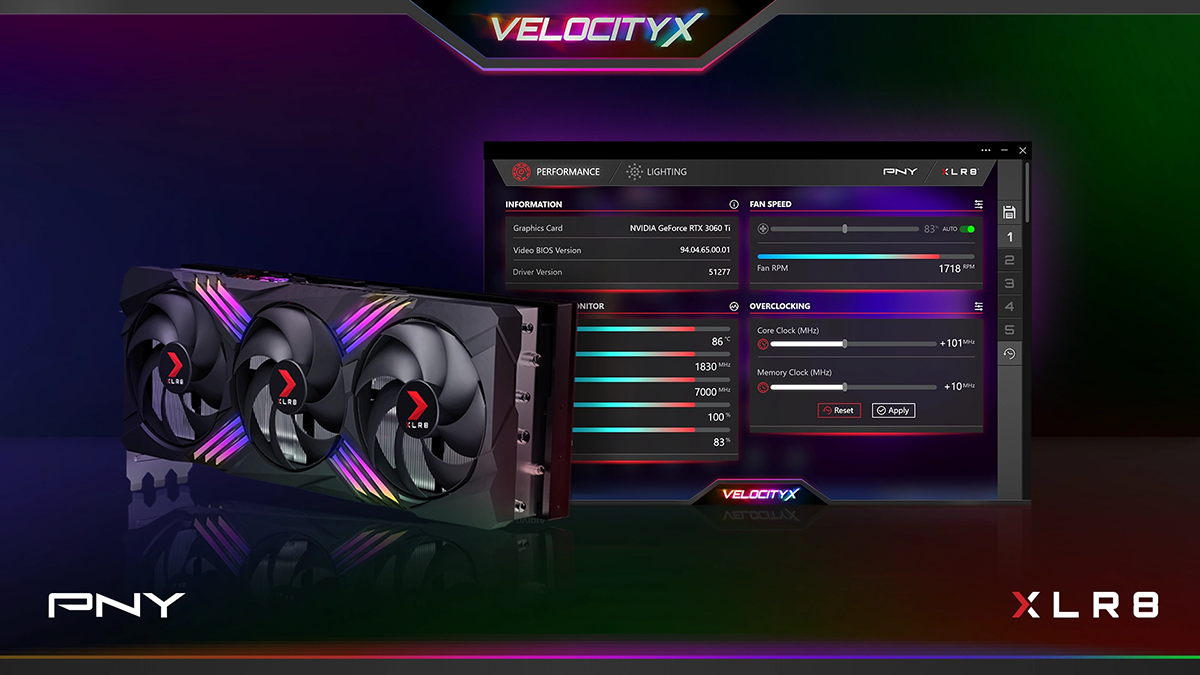 VELOCITYX
PERFORMANCE
LIGHTING
PNY
XLR8
INFORMATION
Graphics Card NVIDIA GeForce RTX 3060 Ti
Video BIOS Version 94.04.65.00.01
Driver Version 51277
FAN SPEED
83% AUTO
Fan RPM 1718 RPM
ONITOR
86 °C
1830 MHz
7000 MHz
100 %
83 %
OVERCLOCKING
Core Clock (MHz)
+101 MHz
Memory Clock (MHz)
+10 MHz
Reset
Apply
1
2
3
4
5
VELOCITYX
XLR8
XLR8
XLR8
PNY
XLR8